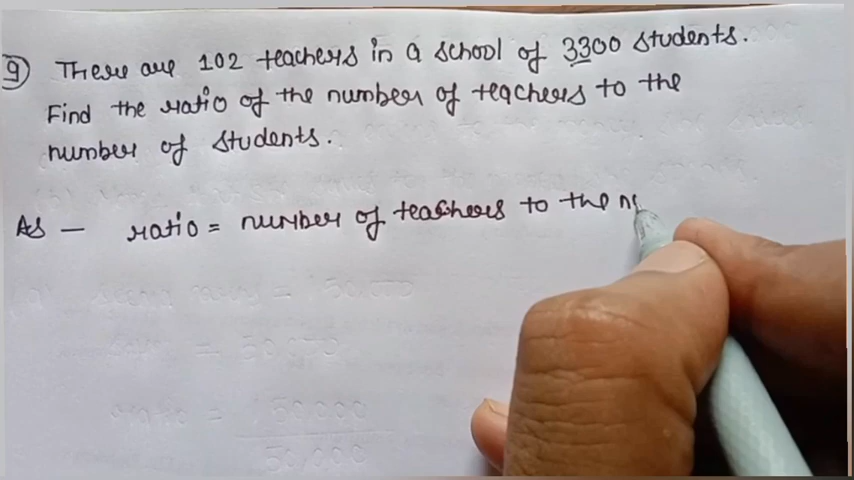 9 There are 102 teachers in a school of 3300 students.
Find the ratio of the number of teachers to the
number of students.
As — ratio = number of teachers to the